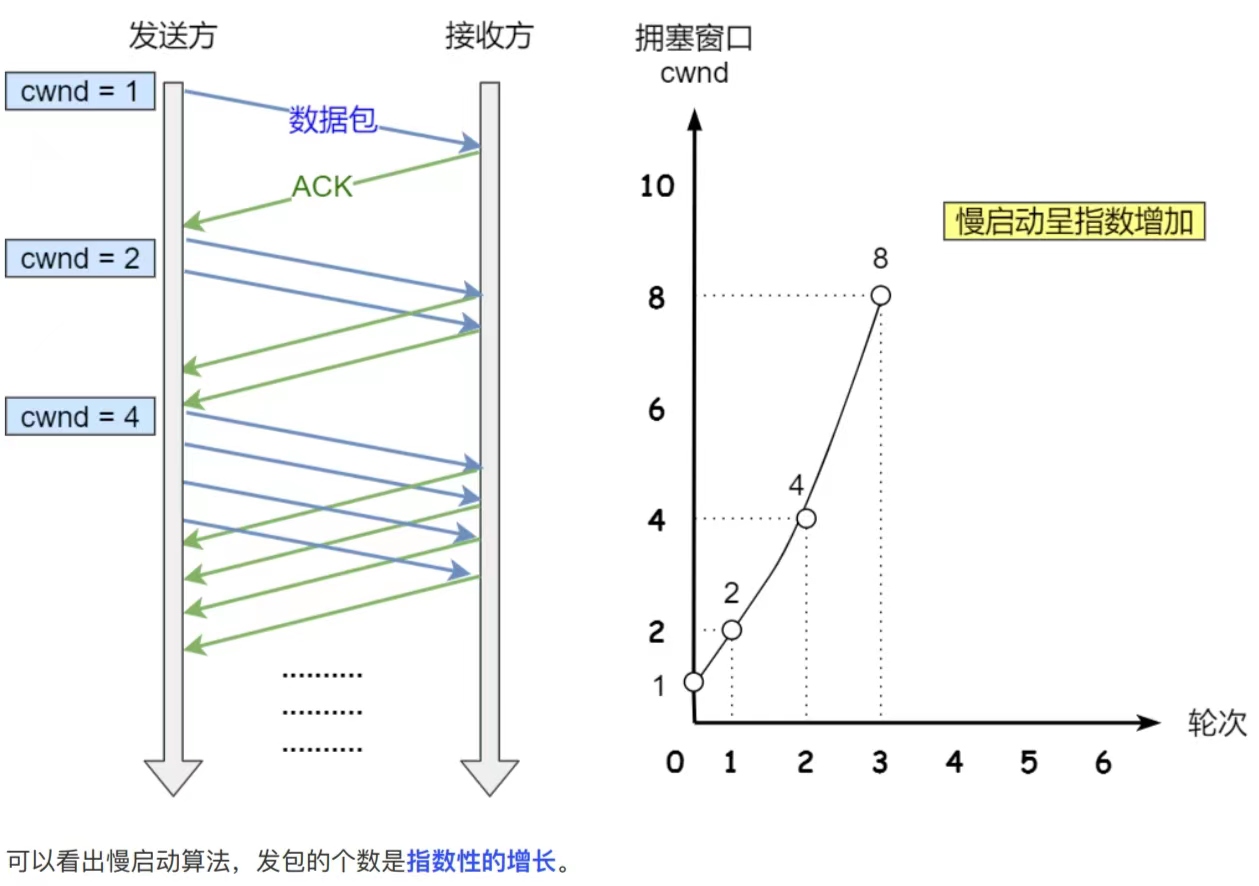 发送方
接收方
cwnd = 1
数据包
ACK
cwnd = 2
cwnd = 4
..........
..........
..........
拥塞窗口
cwnd
10
8
6
4
2
1
慢启动呈指数增加
8
4
2
轮次
0 1 2 3 4 5 6
可以看出慢启动算法，发包的个数是指数性的增长。